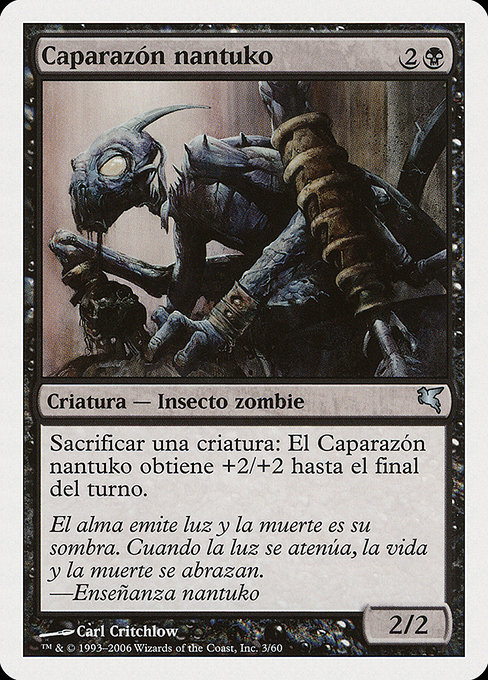 Caparazón nantuko 2
Criatura — Insecto zombie
Sacrificar una criatura: El Caparazón
nantuko obtiene +2/+2 hasta el final
del turno.
El alma emite luz y la muerte es su
sombra. Cuando la luz se atenúa, la vida
y la muerte se abrazan.
—Enseñanza nantuko
2/2
Carl Critchlow
™ & © 1993–2006 Wizards of the Coast, Inc. 3/60